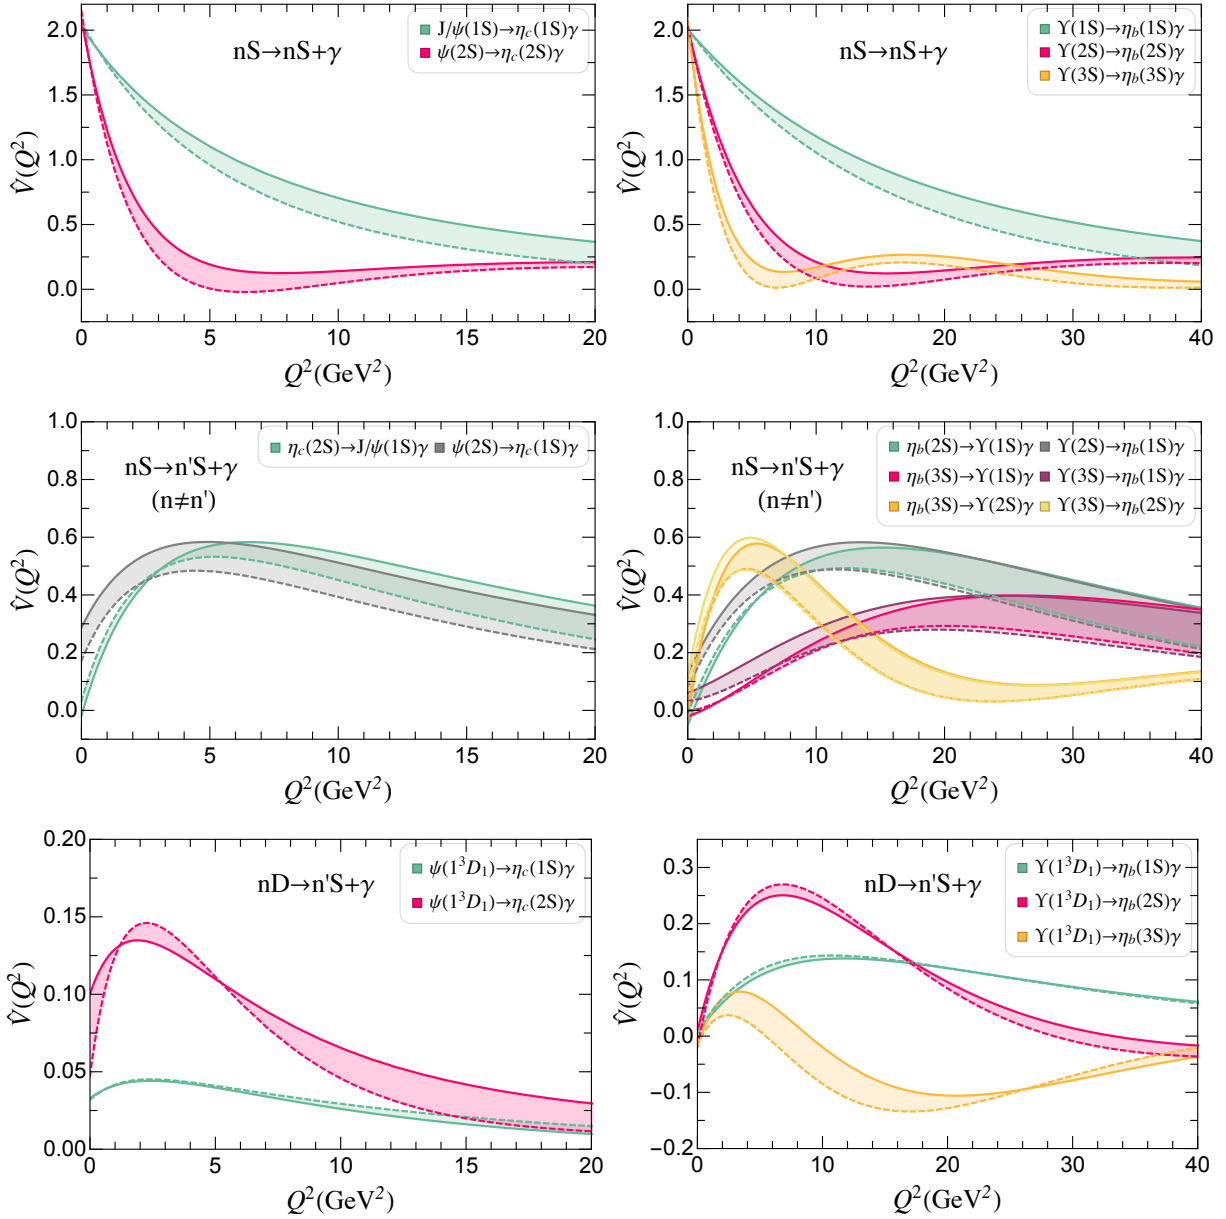 J/ψ(1S)→η_c(1S)γ
ψ(2S)→η_c(2S)γ
nS→nS+γ
2.0
1.5
1.0
0.5
0.0
V̂(Q²)
0 5 10 15 20
Q²(GeV²)
Υ(1S)→η_b(1S)γ
Υ(2S)→η_b(2S)γ
Υ(3S)→η_b(3S)γ
nS→nS+γ
2.0
1.5
1.0
0.5
0.0
V̂(Q²)
0 10 20 30 40
Q²(GeV²)
η_c(2S)→J/ψ(1S)γ ψ(2S)→η_c(1S)γ
nS→n'S+γ
(n≠n')
1.0
0.8
0.6
0.4
0.2
0.0
V̂(Q²)
0 5 10 15 20
Q²(GeV²)
η_b(2S)→Υ(1S)γ Υ(2S)→η_b(1S)γ
η_b(3S)→Υ(1S)γ Υ(3S)→η_b(1S)γ
η_b(3S)→Υ(2S)γ Υ(3S)→η_b(2S)γ
nS→n'S+γ
(n≠n')
1.0
0.8
0.6
0.4
0.2
0.0
V̂(Q²)
0 10 20 30 40
Q²(GeV²)
ψ(1³D₁)→η_c(1S)γ
ψ(1³D₁)→η_c(2S)γ
nD→n'S+γ
0.20
0.15
0.10
0.05
0.00
V̂(Q²)
0 5 10 15 20
Q²(GeV²)
Υ(1³D₁)→η_b(1S)γ
Υ(1³D₁)→η_b(2S)γ
Υ(1³D₁)→η_b(3S)γ
nD→n'S+γ
0.3
0.2
0.1
0.0
−0.1
−0.2
V̂(Q²)
0 10 20 30 40
Q²(GeV²)